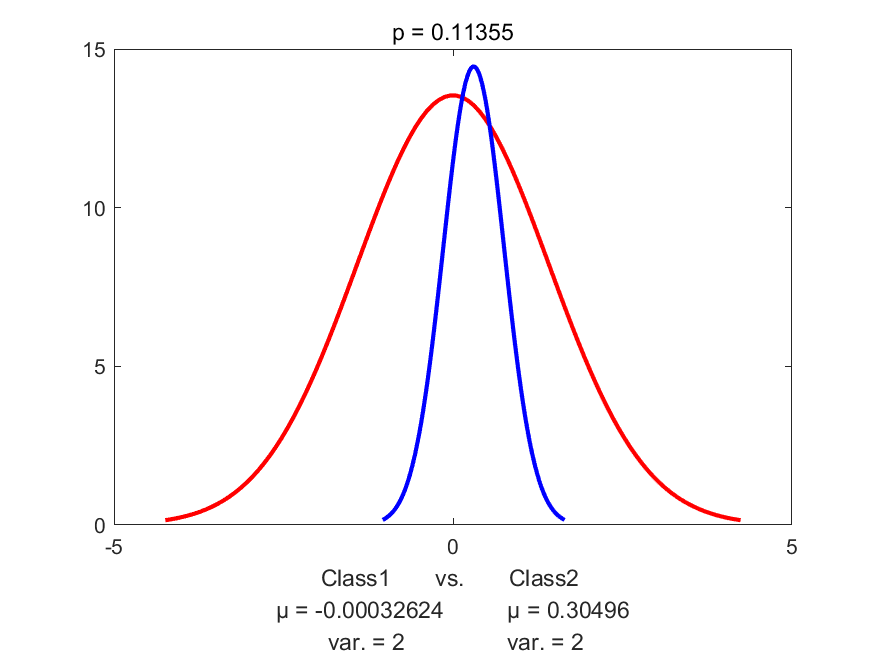 p = 0.11355
15
10
5
0
-5 0 5
Class1 vs. Class2
μ = -0.00032624 μ = 0.30496
var. = 2 var. = 2